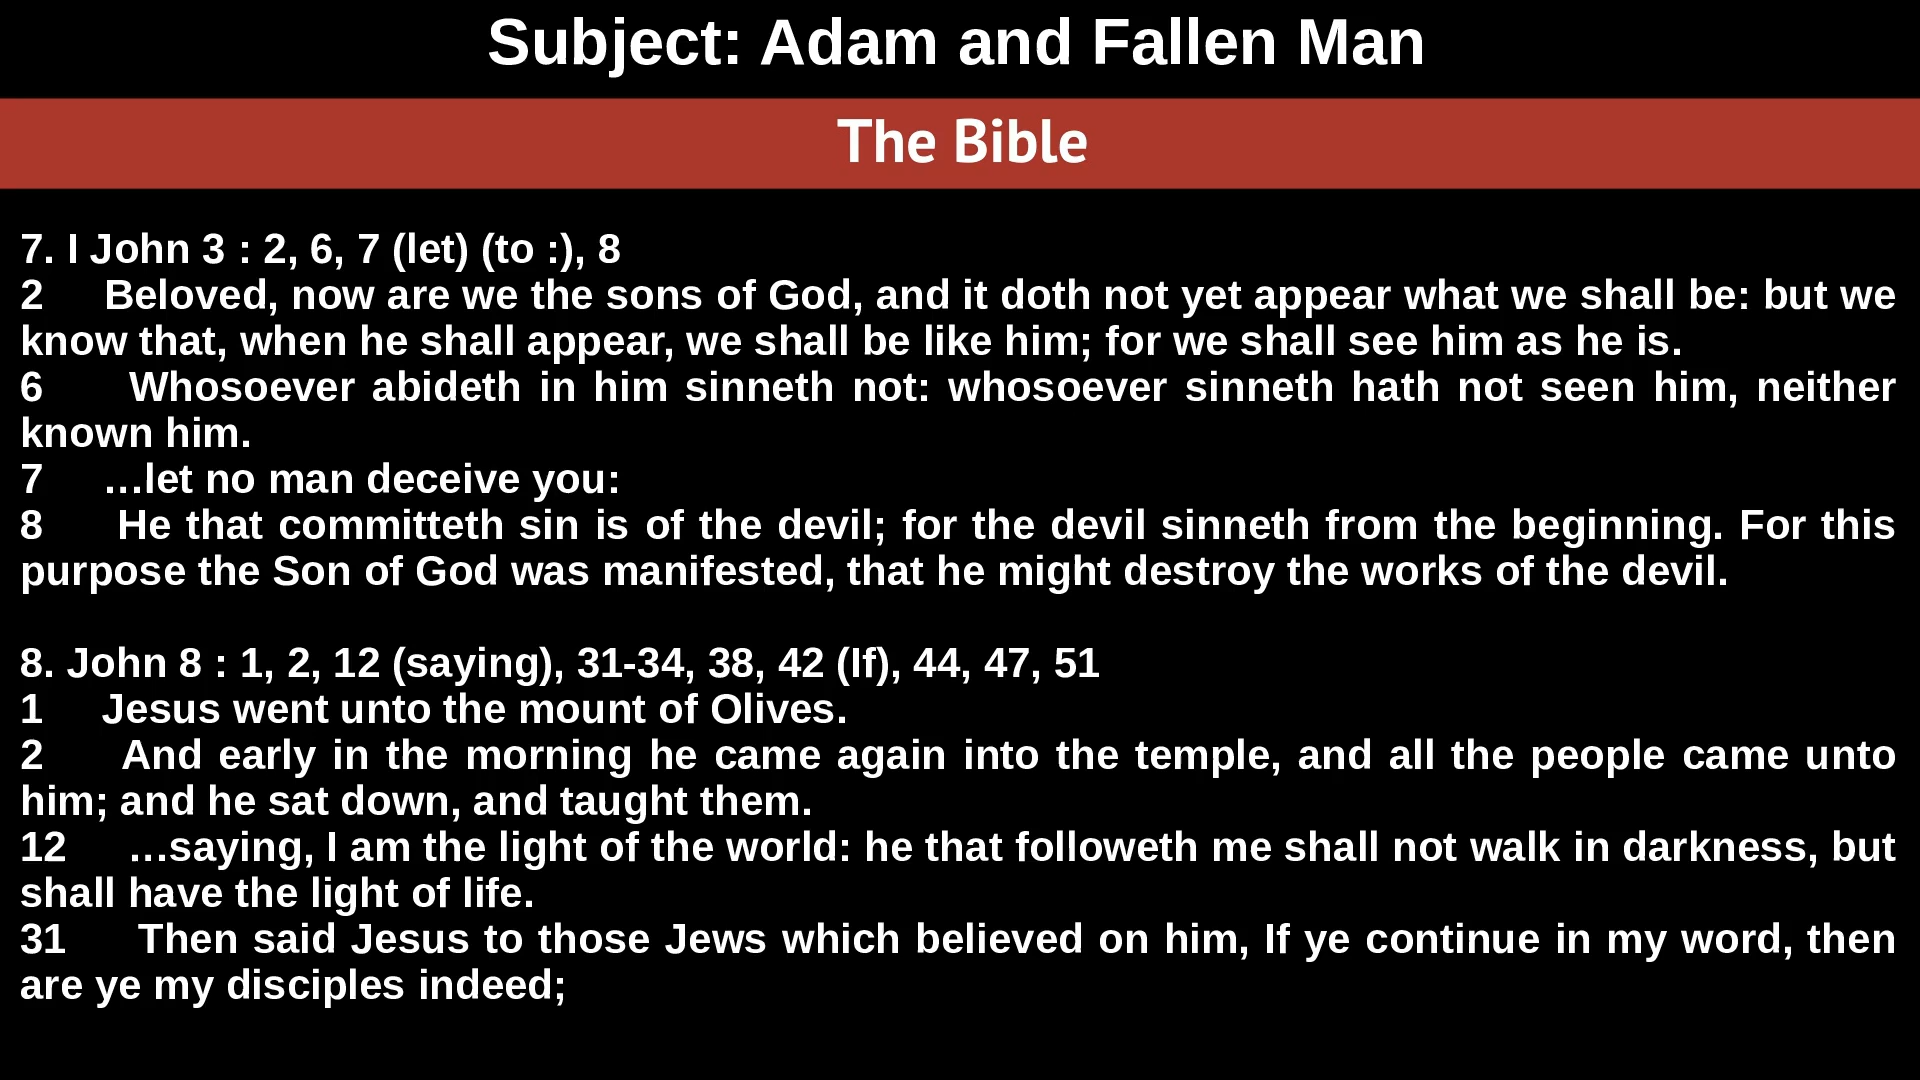 Subject: Adam and Fallen Man
The Bible
7. I John 3 : 2, 6, 7 (let) (to :), 8
2 Beloved, now are we the sons of God, and it doth not yet appear what we shall be: but we
know that, when he shall appear, we shall be like him; for we shall see him as he is.
6 Whosoever abideth in him sinneth not: whosoever sinneth hath not seen him, neither
known him.
7 …let no man deceive you:
8 He that committeth sin is of the devil; for the devil sinneth from the beginning. For this
purpose the Son of God was manifested, that he might destroy the works of the devil.
8. John 8 : 1, 2, 12 (saying), 31-34, 38, 42 (If), 44, 47, 51
1 Jesus went unto the mount of Olives.
2 And early in the morning he came again into the temple, and all the people came unto
him; and he sat down, and taught them.
12 …saying, I am the light of the world: he that followeth me shall not walk in darkness, but
shall have the light of life.
31 Then said Jesus to those Jews which believed on him, If ye continue in my word, then
are ye my disciples indeed;